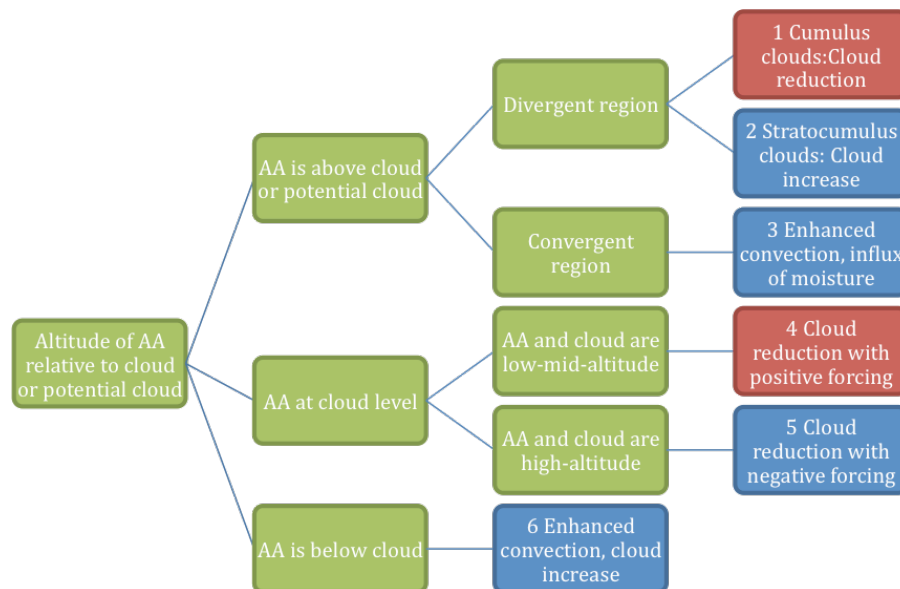 Altitude of AA
relative to cloud
or potential cloud
AA is above cloud
or potential cloud
Divergent region
1 Cumulus
clouds:Cloud
reduction
2 Stratocumulus
clouds: Cloud
increase
Convergent
region
3 Enhanced
convection, influx
of moisture
AA at cloud level
AA and cloud are
low-mid-altitude
4 Cloud
reduction with
positive forcing
AA and cloud are
high-altitude
5 Cloud
reduction with
negative forcing
AA is below cloud
6 Enhanced
convection, cloud
increase